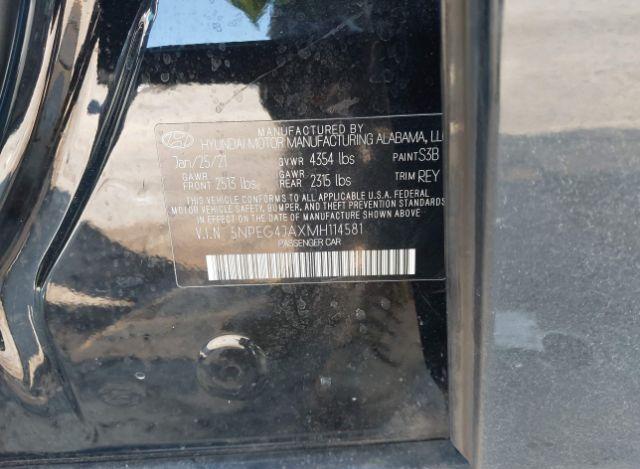 MANUFACTURED BY
HYUNDAI MOTOR MANUFACTURING ALABAMA, LLC
Jan/25/21 GVWR 4354 lbs PAINT S3B
GAWR FRONT 2513 lbs GAWR REAR 2315 lbs TRIM REY
THIS VEHICLE CONFORMS TO ALL APPLICABLE U.S.A. FEDERAL
MOTOR VEHICLE SAFETY, BUMPER, AND THEFT PREVENTION STANDARDS
IN EFFECT ON THE DATE OF MANUFACTURE SHOWN ABOVE.
V.I.N: 5NPEG4JAXMH114581
PASSENGER CAR